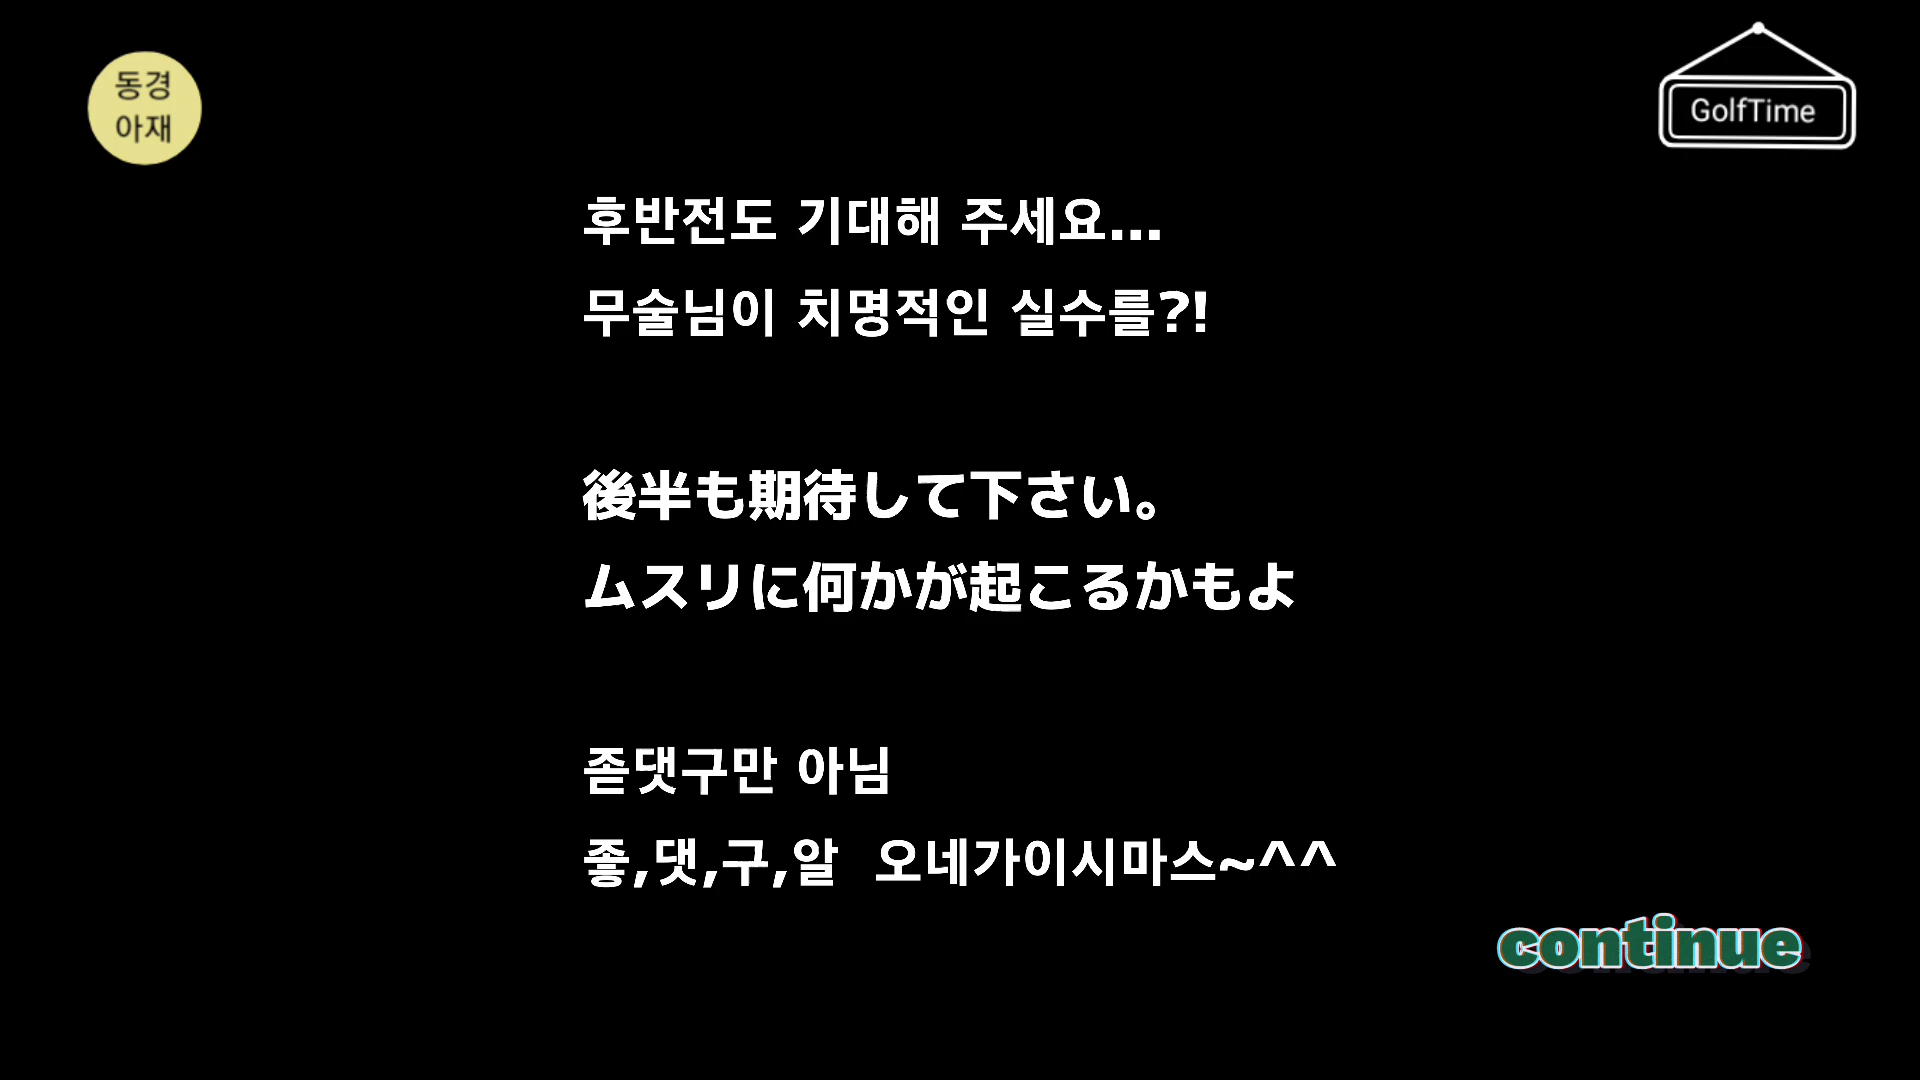 동경
아재
GolfTime
후반전도 기대해 주세요...
무술님이 치명적인 실수를?!
後半も期待して下さい。
ムスリに何かが起こるかもよ
졷댓구만 아님
좋,댓,구,알 오네가이시마스~^^
continue